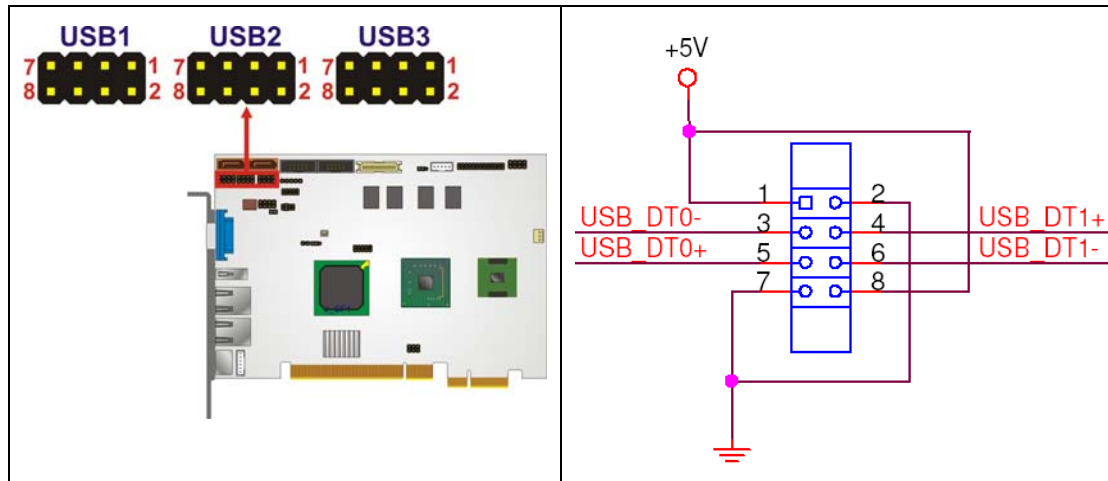 USB1 USB2 USB3
7 1 7 1 7 1
8 2 8 2 8 2
+5V
1 2
USB_DT0- 3 4 USB_DT1+
USB_DT0+ 5 6 USB_DT1-
7 8